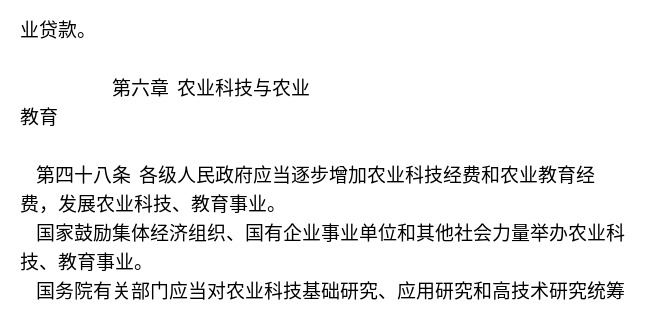 业贷款。
第六章 农业科技与农业
教育
第四十八条 各级人民政府应当逐步增加农业科技经费和农业教育经
费，发展农业科技、教育事业。
国家鼓励集体经济组织、国有企业事业单位和其他社会力量举办农业科
技、教育事业。
国务院有关部门应当对农业科技基础研究、应用研究和高技术研究统筹